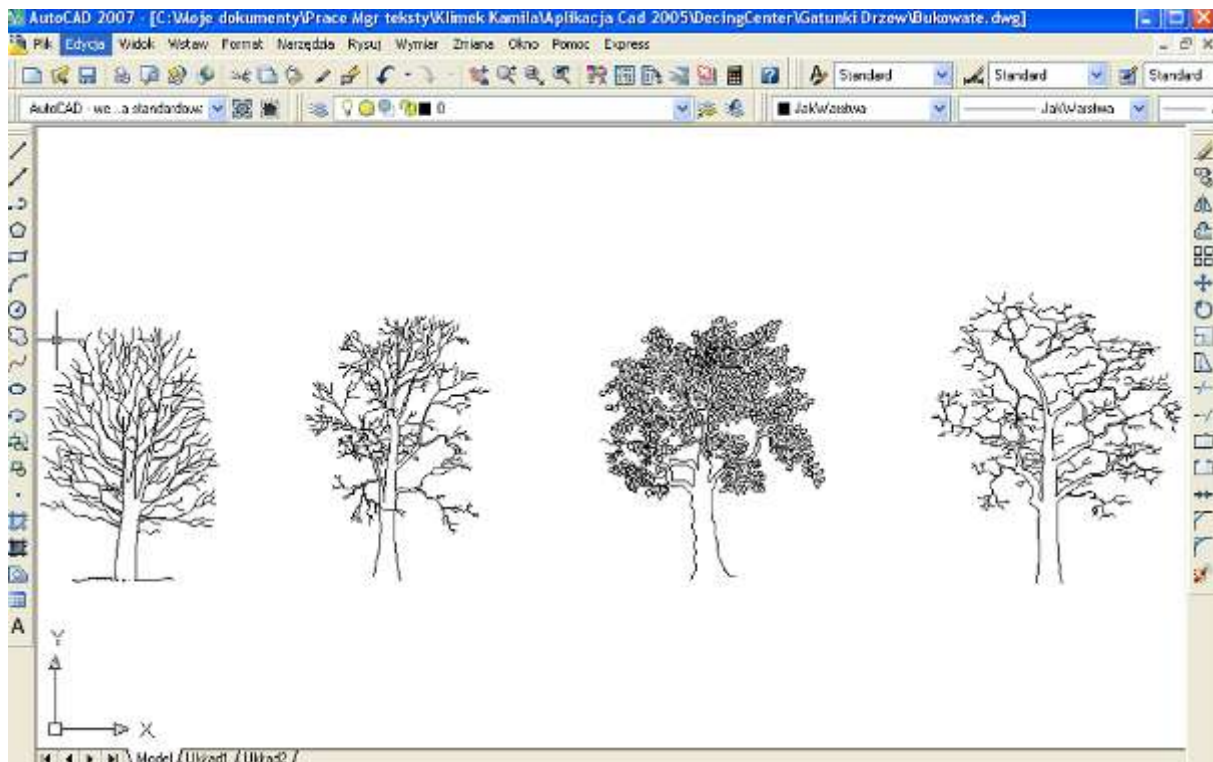 AutoCAD 2007 - [C:\Moje dokumenty\Prace Mgr teksty\Klimek Kamila\Aplikacja Cad 2005\DecingCenter\Gatunki Drzew\Bukowate.dwg]
Plik Edycja Widok Wstaw Format Narzędzia Rysuj Wymiar Zmiana Okno Pomoc Express
Standard Standard Standard
AutoCAD - we...a standardowa 0 JakWarstwa JakWarstwa
A
Y
X
Model / Układ1 / Układ2 /